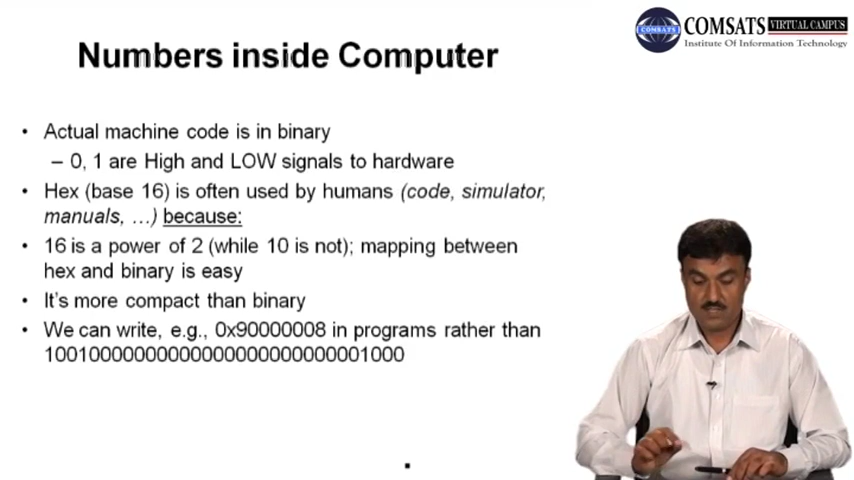 COMSATS VIRTUAL CAMPUS
COMSATS
Institute Of Information Technology
Numbers inside Computer
• Actual machine code is in binary
– 0, 1 are High and LOW signals to hardware
• Hex (base 16) is often used by humans (code, simulator,
manuals, …) because:
• 16 is a power of 2 (while 10 is not); mapping between
hex and binary is easy
• It's more compact than binary
• We can write, e.g., 0x90000008 in programs rather than
10010000000000000000000000001000